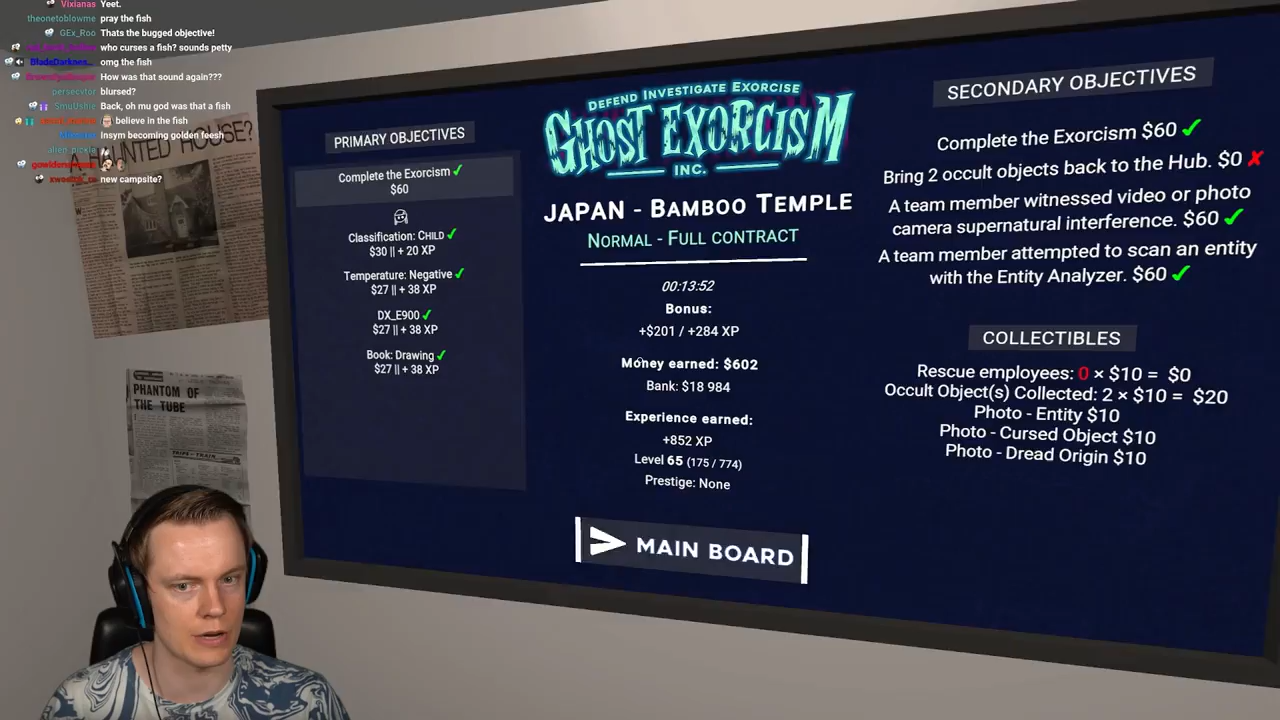 Vixianas Yeet.
theonetoblowme pray the fish
GEx_Roo Thats the bugged objective!
who curses a fish? sounds petty
BladeDarknes... omg the fish
How was that sound again???
persecvtor blursed?
SmuUshie Back, oh mu god was that a fish
believe in the fish
Insym becoming golden feesh
alien_pickle
gowiders
new campsite?
A HAUNTED HOUSE?
PHANTOM OF
THE TUBE
PRIMARY OBJECTIVES
Complete the Exorcism ✓
$60
Classification: Child ✓
$30 || + 20 XP
Temperature: Negative ✓
$27 || + 38 XP
DX_E900 ✓
$27 || + 38 XP
Book: Drawing ✓
$27 || + 38 XP
DEFEND INVESTIGATE EXORCISE
GHOST EXORCISM
INC.
JAPAN - BAMBOO TEMPLE
NORMAL - FULL CONTRACT
00:13:52
Bonus:
+$201 / +284 XP
Money earned: $602
Bank: $18 984
Experience earned:
+852 XP
Level 65 (175 / 774)
Prestige: None
MAIN BOARD
SECONDARY OBJECTIVES
Complete the Exorcism $60 ✓
Bring 2 occult objects back to the Hub. $0 ✗
A team member witnessed video or photo
camera supernatural interference. $60 ✓
A team member attempted to scan an entity
with the Entity Analyzer. $60 ✓
COLLECTIBLES
Rescue employees: 0 × $10 = $0
Occult Object(s) Collected: 2 × $10 = $20
Photo - Entity $10
Photo - Cursed Object $10
Photo - Dread Origin $10